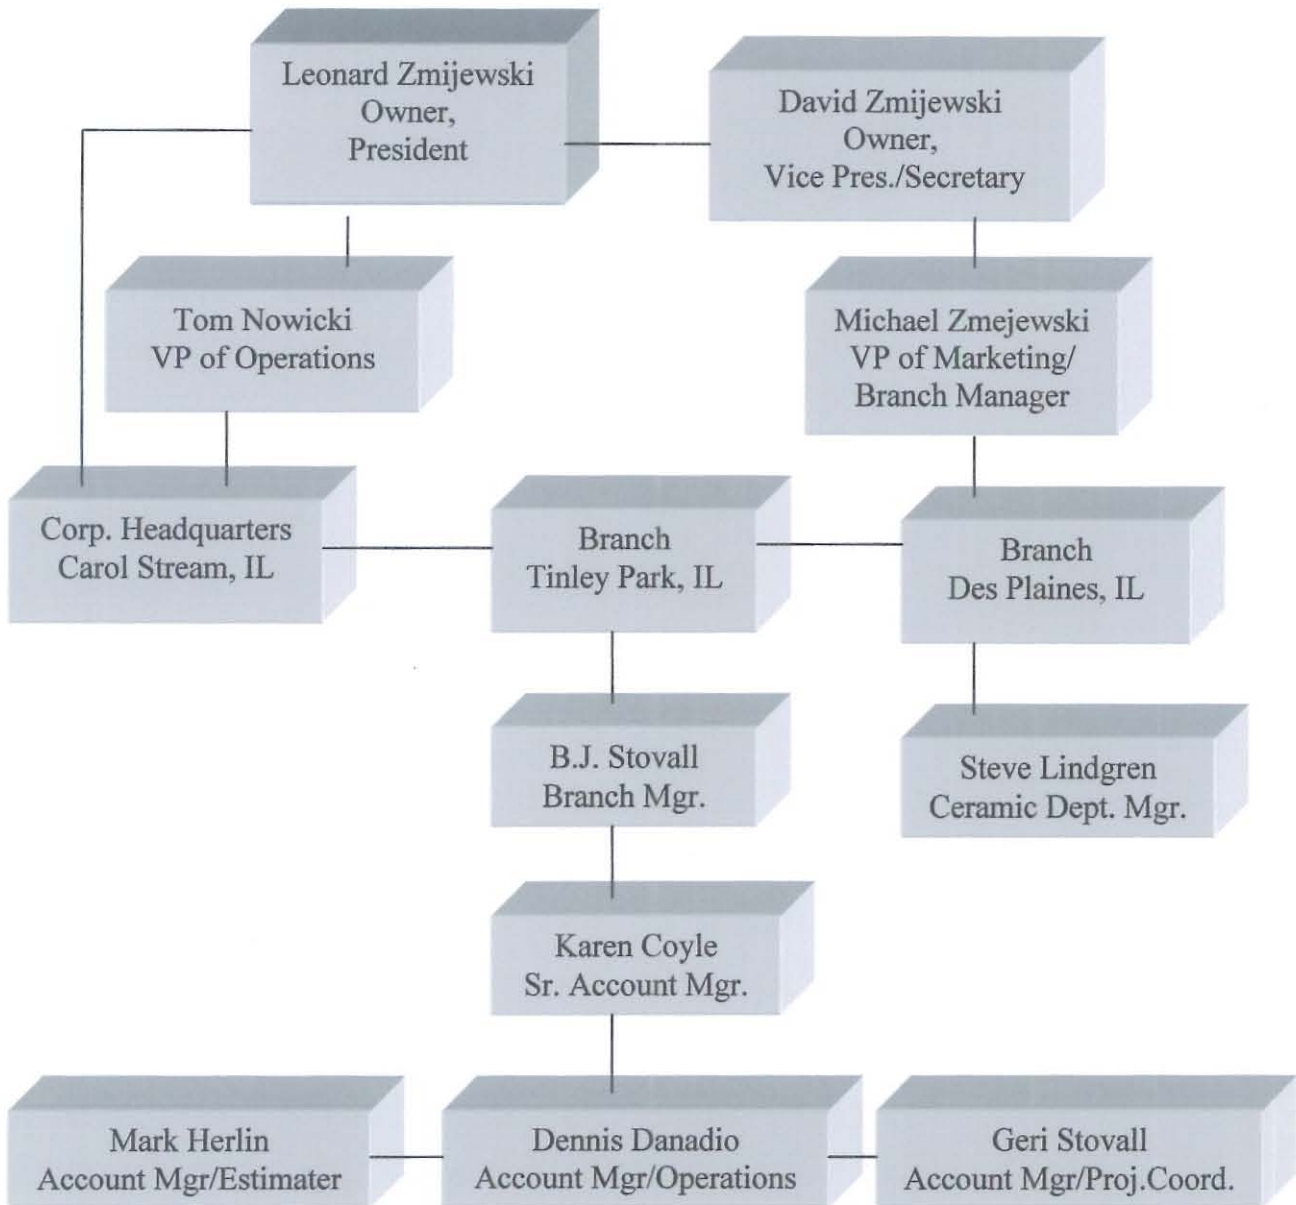 Leonard Zmijewski
Owner,
President
David Zmijewski
Owner,
Vice Pres./Secretary
Tom Nowicki
VP of Operations
Michael Zmejewski
VP of Marketing/
Branch Manager
Corp. Headquarters
Carol Stream, IL
Branch
Tinley Park, IL
Branch
Des Plaines, IL
B.J. Stovall
Branch Mgr.
Steve Lindgren
Ceramic Dept. Mgr.
Karen Coyle
Sr. Account Mgr.
Mark Herlin
Account Mgr/Estimater
Dennis Danadio
Account Mgr/Operations
Geri Stovall
Account Mgr/Proj.Coord.